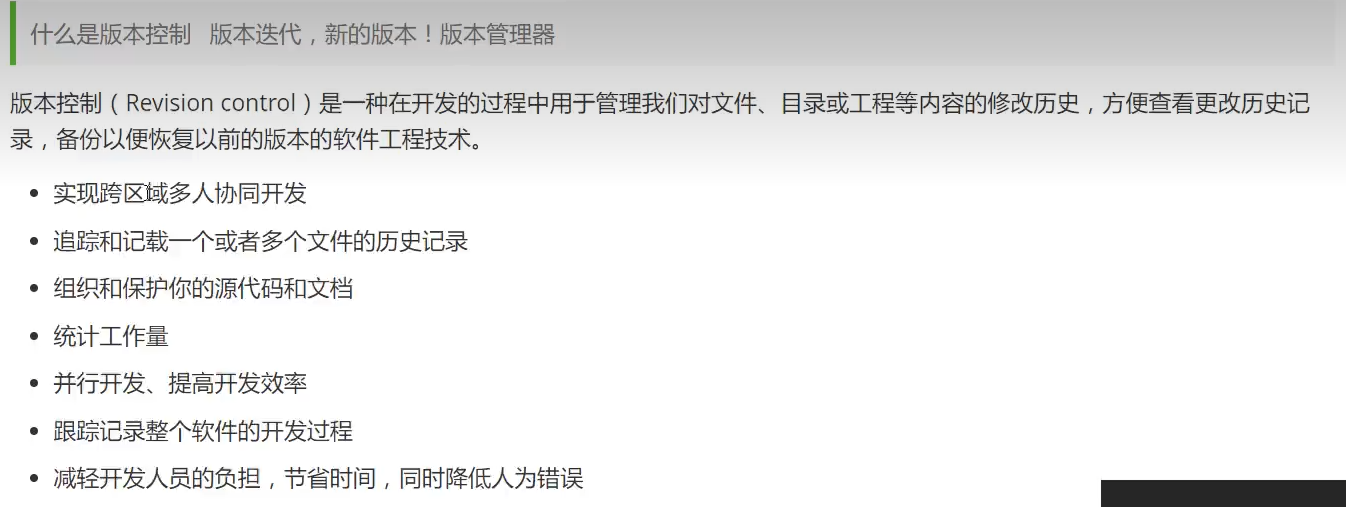 什么是版本控制 版本迭代，新的版本！版本管理器
版本控制（Revision control）是一种在开发的过程中用于管理我们对文件、目录或工程等内容的修改历史，方便查看更改历史记
录，备份以便恢复以前的版本的软件工程技术。
实现跨区域多人协同开发
追踪和记载一个或者多个文件的历史记录
组织和保护你的源代码和文档
统计工作量
并行开发、提高开发效率
跟踪记录整个软件的开发过程
减轻开发人员的负担，节省时间，同时降低人为错误